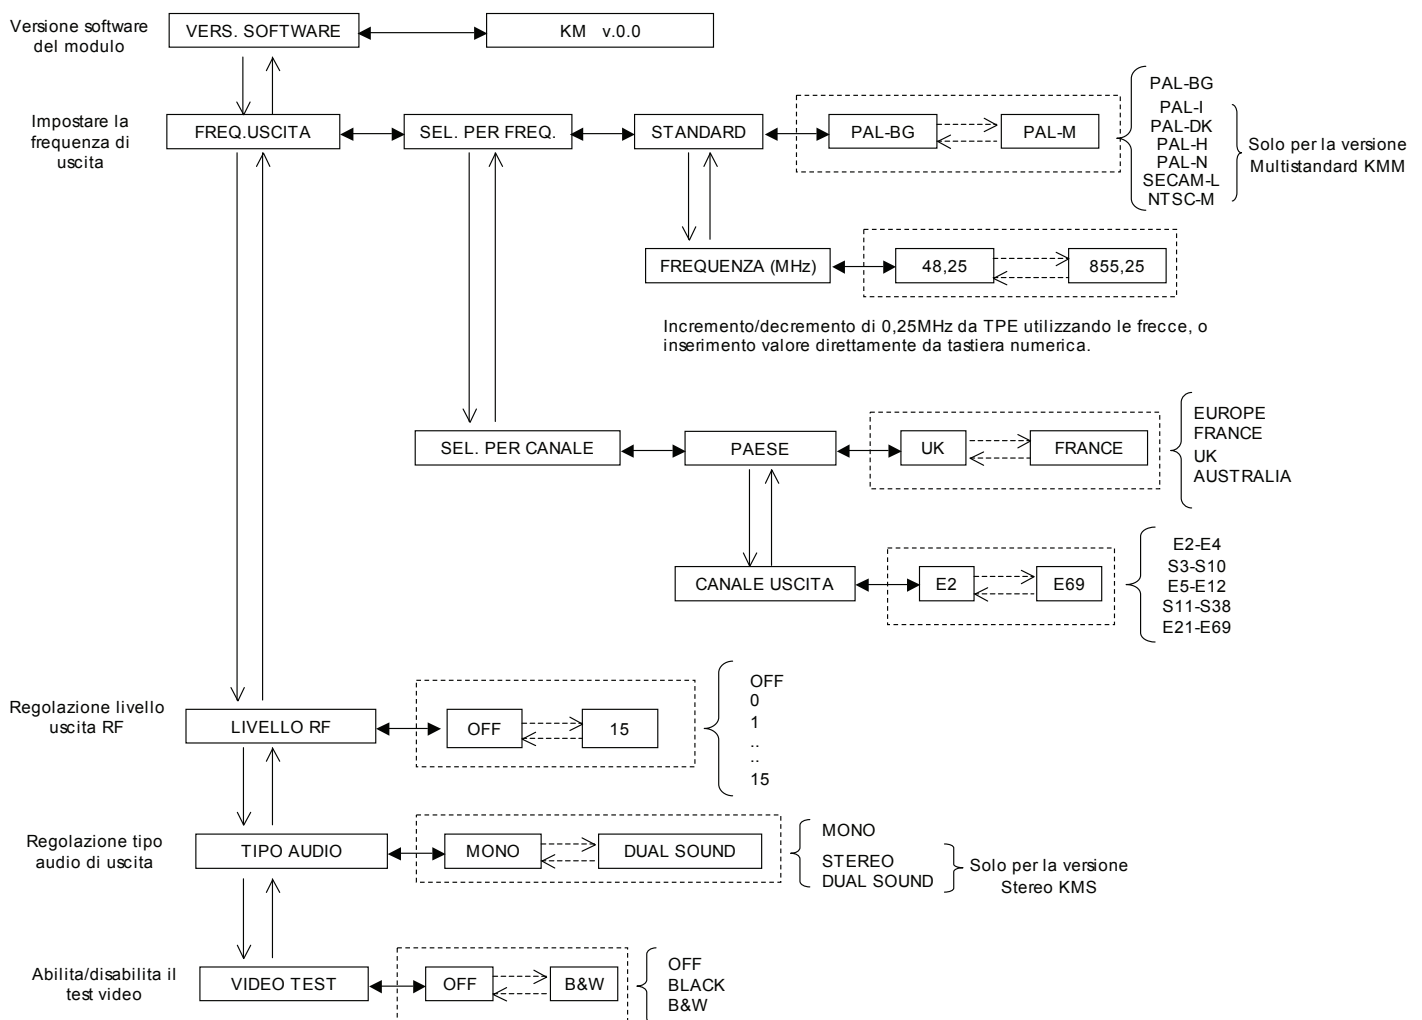 Versione software
del modulo
VERS. SOFTWARE
KM v.0.0
Impostare la
frequenza di
uscita
FREQ.USCITA
SEL. PER FREQ.
STANDARD
PAL-BG
PAL-M
PAL-BG
PAL-I
PAL-DK
PAL-H
PAL-N
SECAM-L
NTSC-M
Solo per la versione
Multistandard KMM
FREQUENZA (MHz)
48,25
855,25
Incremento/decremento di 0,25MHz da TPE utilizzando le frecce, o
inserimento valore direttamente da tastiera numerica.
SEL. PER CANALE
PAESE
UK
FRANCE
EUROPE
FRANCE
UK
AUSTRALIA
CANALE USCITA
E2
E69
E2-E4
S3-S10
E5-E12
S11-S38
E21-E69
Regolazione livello
uscita RF
LIVELLO RF
OFF
15
OFF
0
1
..
..
15
Regolazione tipo
audio di uscita
TIPO AUDIO
MONO
DUAL SOUND
MONO
STEREO
DUAL SOUND
Solo per la versione
Stereo KMS
Abilita/disabilita il
test video
VIDEO TEST
OFF
B&W
OFF
BLACK
B&W